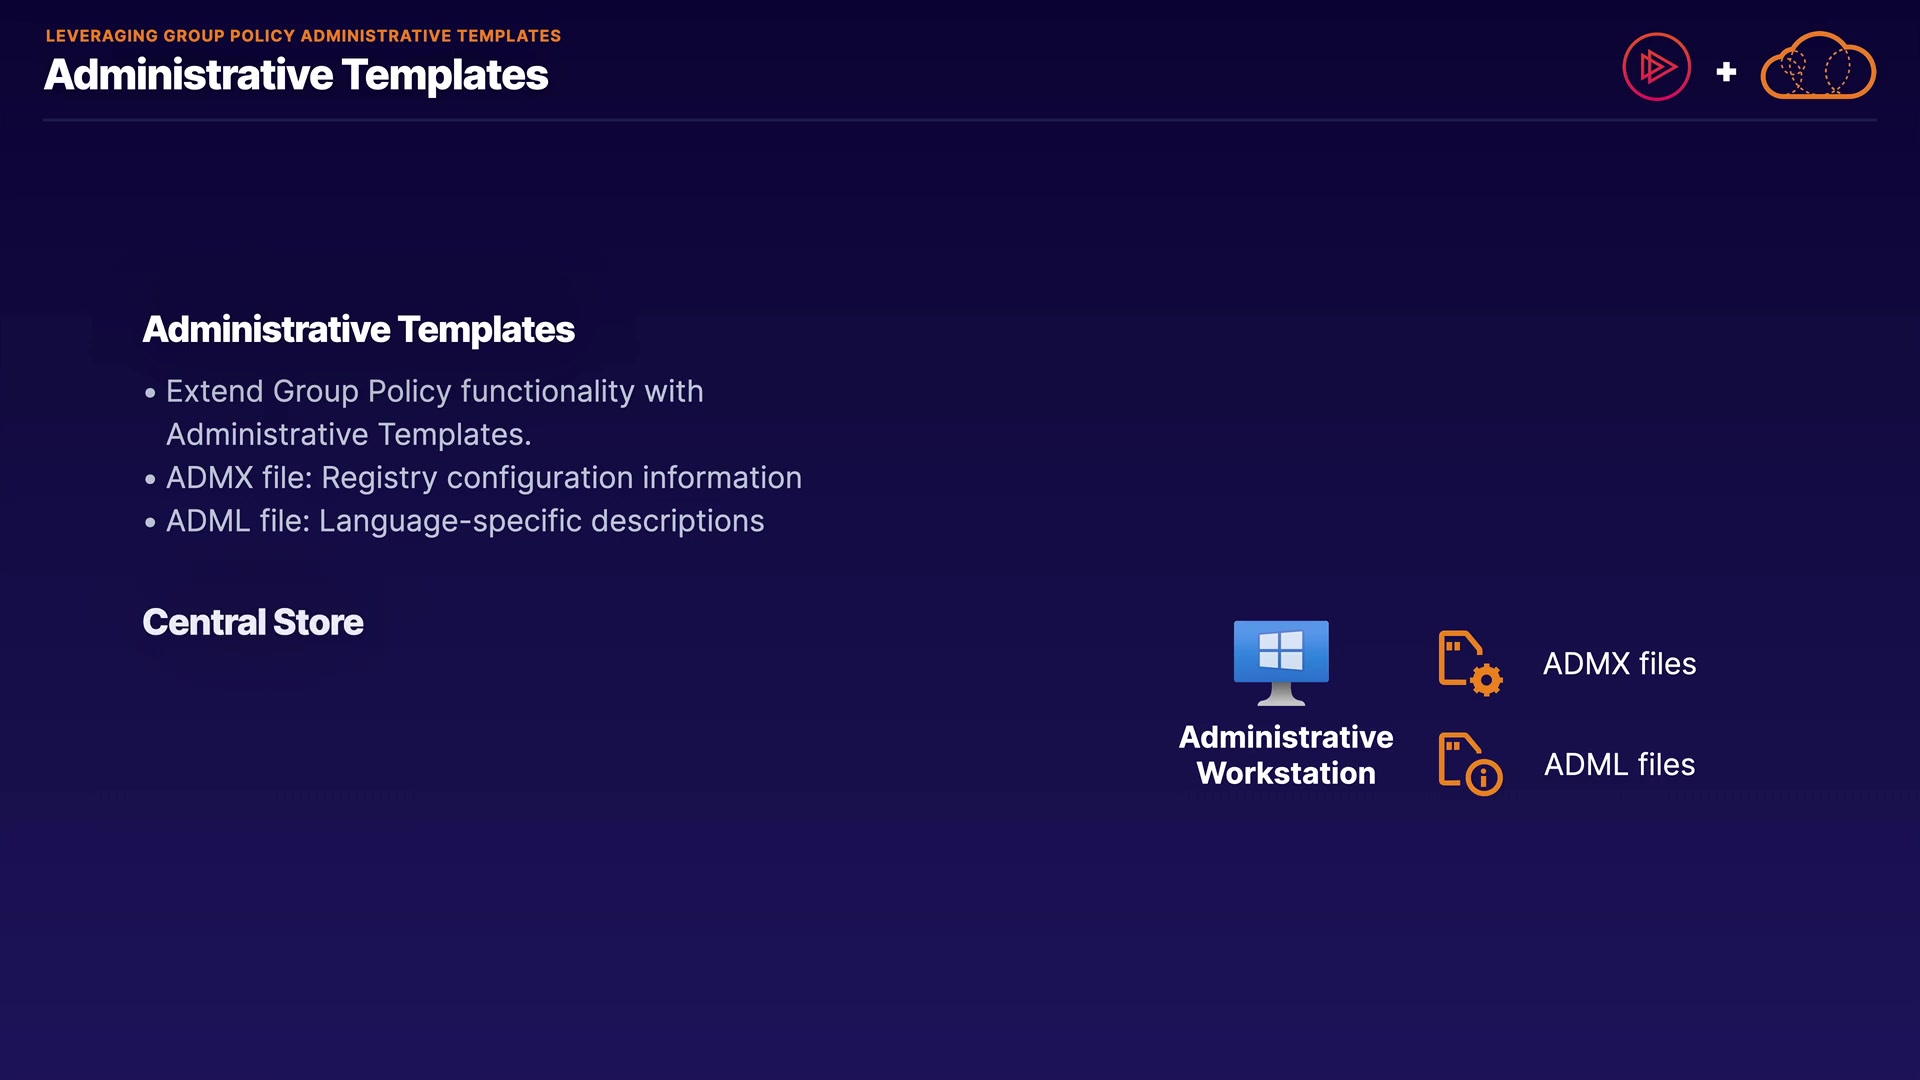 LEVERAGING GROUP POLICY ADMINISTRATIVE TEMPLATES
Administrative Templates
Administrative Templates
• Extend Group Policy functionality with
Administrative Templates.
• ADMX file: Registry configuration information
• ADML file: Language-specific descriptions
Central Store
Administrative
Workstation
ADMX files
ADML files